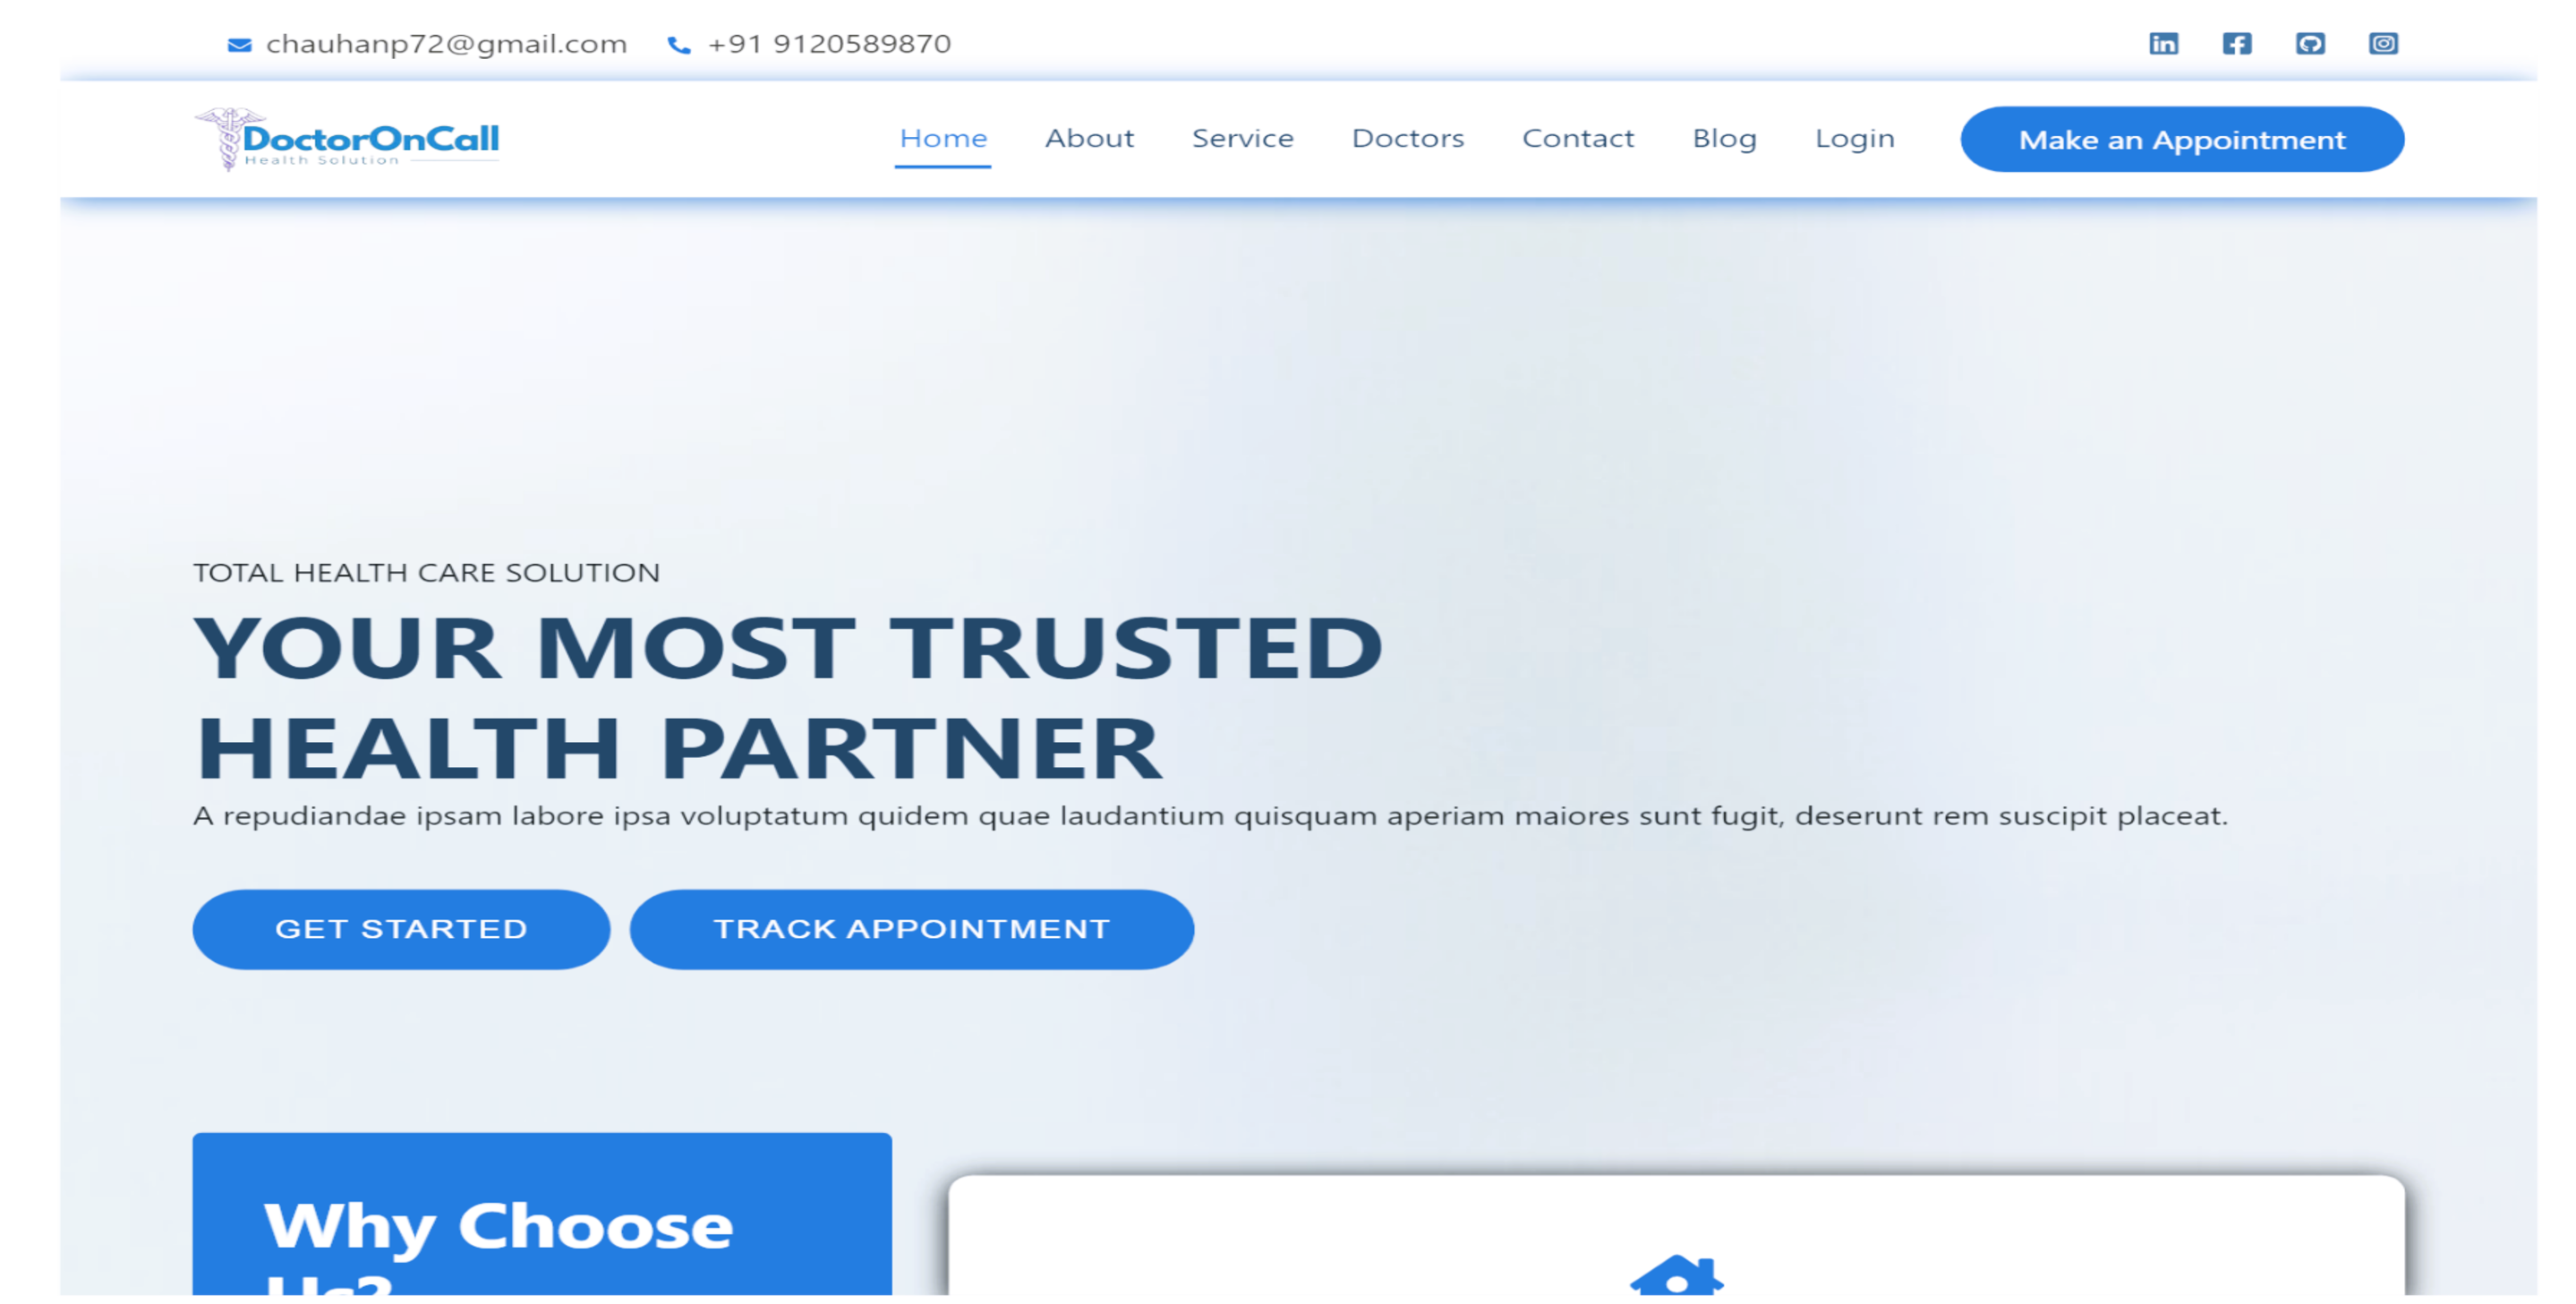 chauhanp72@gmail.com +91 9120589870
DoctorOnCall
Health Solution
Home About Service Doctors Contact Blog Login Make an Appointment
TOTAL HEALTH CARE SOLUTION
YOUR MOST TRUSTED
HEALTH PARTNER
A repudiandae ipsam labore ipsa voluptatum quidem quae laudantium quisquam aperiam maiores sunt fugit, deserunt rem suscipit placeat.
GET STARTED TRACK APPOINTMENT
Why Choose
Us?